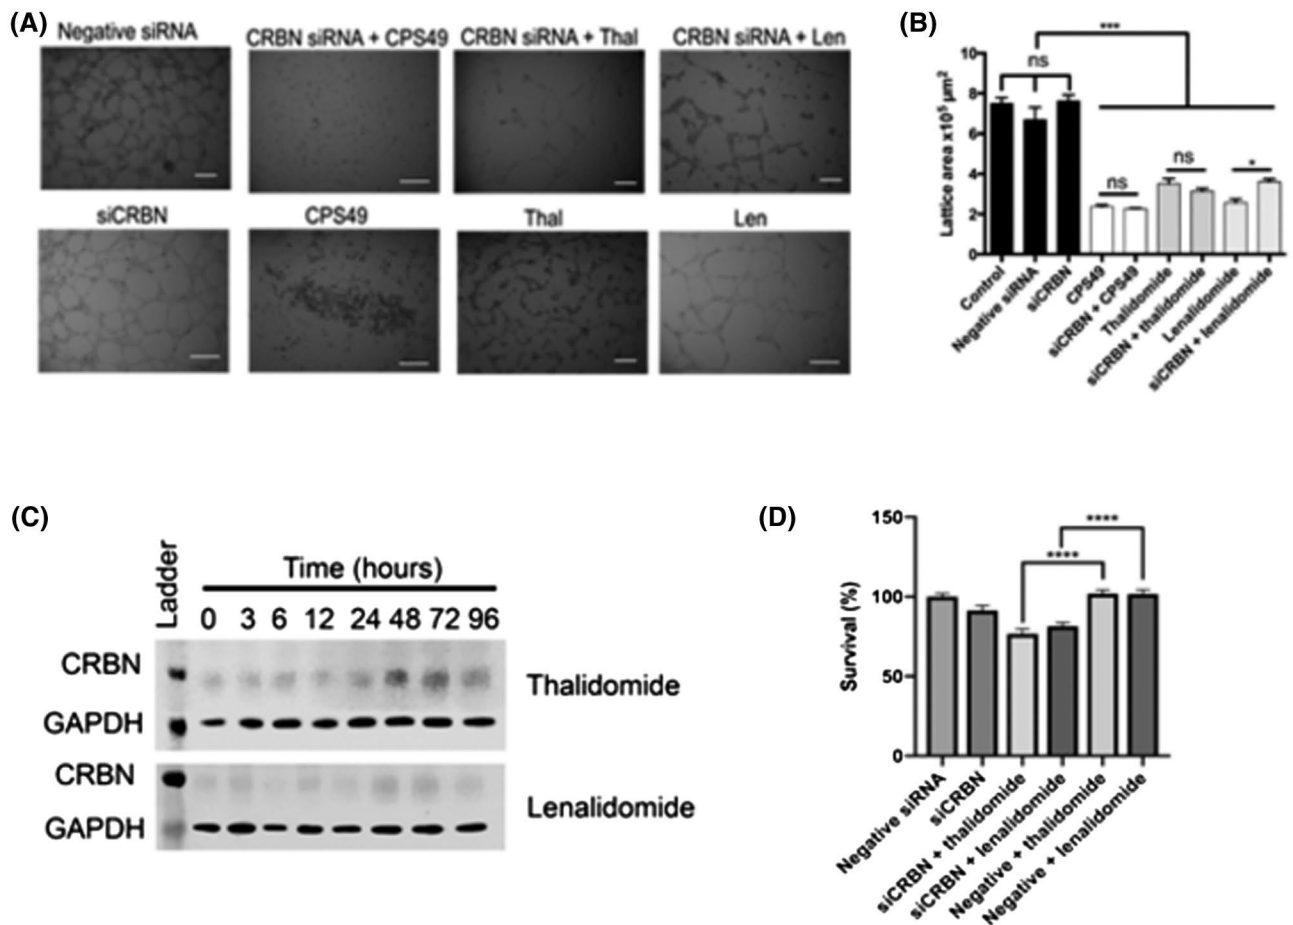 (A)
Negative siRNA
CRBN siRNA + CPS49
CRBN siRNA + Thal
CRBN siRNA + Len
siCRBN
CPS49
Thal
Len
(B)
***
ns
ns
ns
*
Lattice area x10⁵ µm²
10
8
6
4
2
0
Control
Negative siRNA
siCRBN
CPS49
siCRBN + CPS49
Thalidomide
siCRBN + thalidomide
Lenalidomide
siCRBN + lenalidomide
(C)
Ladder
Time (hours)
0 3 6 12 24 48 72 96
CRBN
GAPDH
Thalidomide
CRBN
GAPDH
Lenalidomide
(D)
****
****
Survival (%)
150
100
50
0
Negative siRNA
siCRBN
siCRBN + thalidomide
siCRBN + lenalidomide
Negative + thalidomide
Negative + lenalidomide